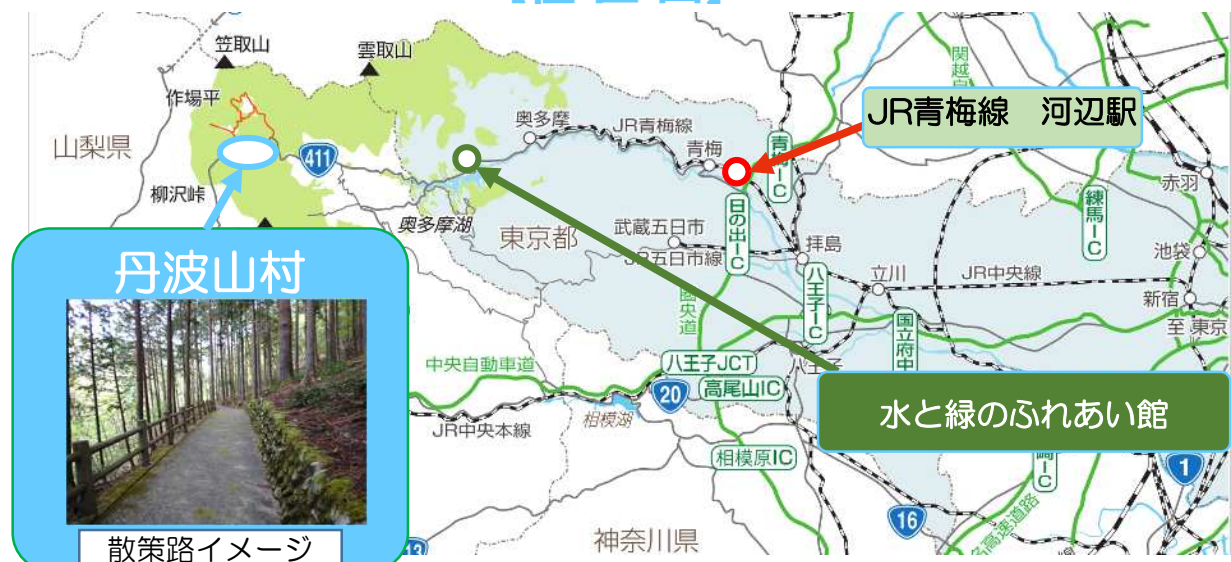 笠取山
雲取山
作場平
山梨県
411
柳沢峠
奥多摩
JR青梅線
青梅
JR青梅線 河辺駅
関越
赤羽
練馬IC
池袋
新宿
至 東京
奥多摩湖
東京都
武蔵五日市
JR五日市線
日の出IC
拝島
八王子IC
立川
JR中央線
国立府中
圏央道
丹波山村
散策路イメージ
中央自動車道
八王子JCT
高尾山IC
20
相模湖
JR中央本線
相模原IC
水と緑のふれあい館
神奈川県
16
1